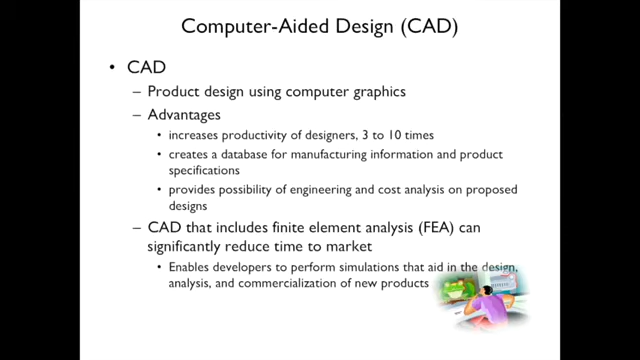 Computer-Aided Design (CAD)
• CAD
– Product design using computer graphics
– Advantages
• increases productivity of designers, 3 to 10 times
• creates a database for manufacturing information and product
specifications
• provides possibility of engineering and cost analysis on proposed
designs
– CAD that includes finite element analysis (FEA) can
significantly reduce time to market
• Enables developers to perform simulations that aid in the design,
analysis, and commercialization of new products